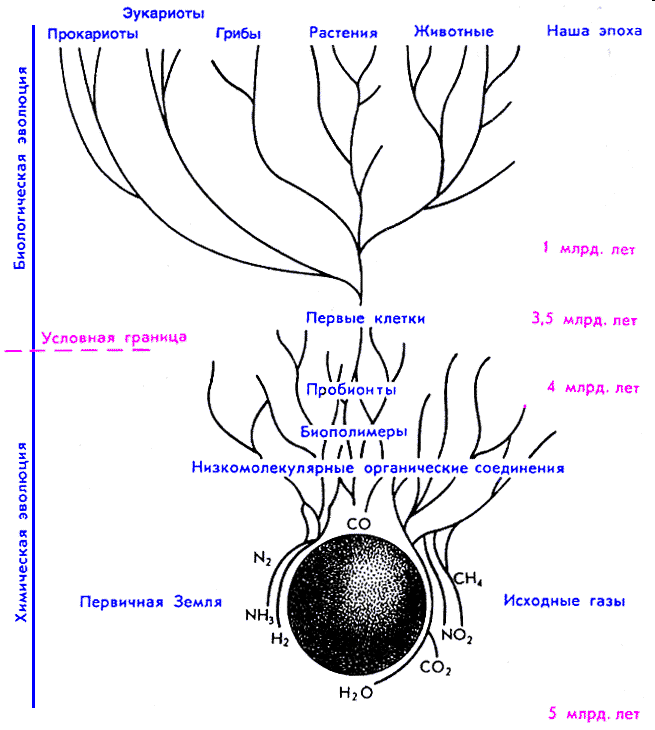 Эукариоты
Прокариоты Грибы Растения Животные Наша эпоха
Биологическая эволюция
1 млрд. лет
Первые клетки 3,5 млрд. лет
Условная граница
Пробионты 4 млрд. лет
Биополимеры
Низкомолекулярные органические соединения
Химическая эволюция
CO
N₂
CH₄
Первичная Земля Исходные газы
NH₃
H₂ NO₂
CO₂
H₂O
5 млрд. лет